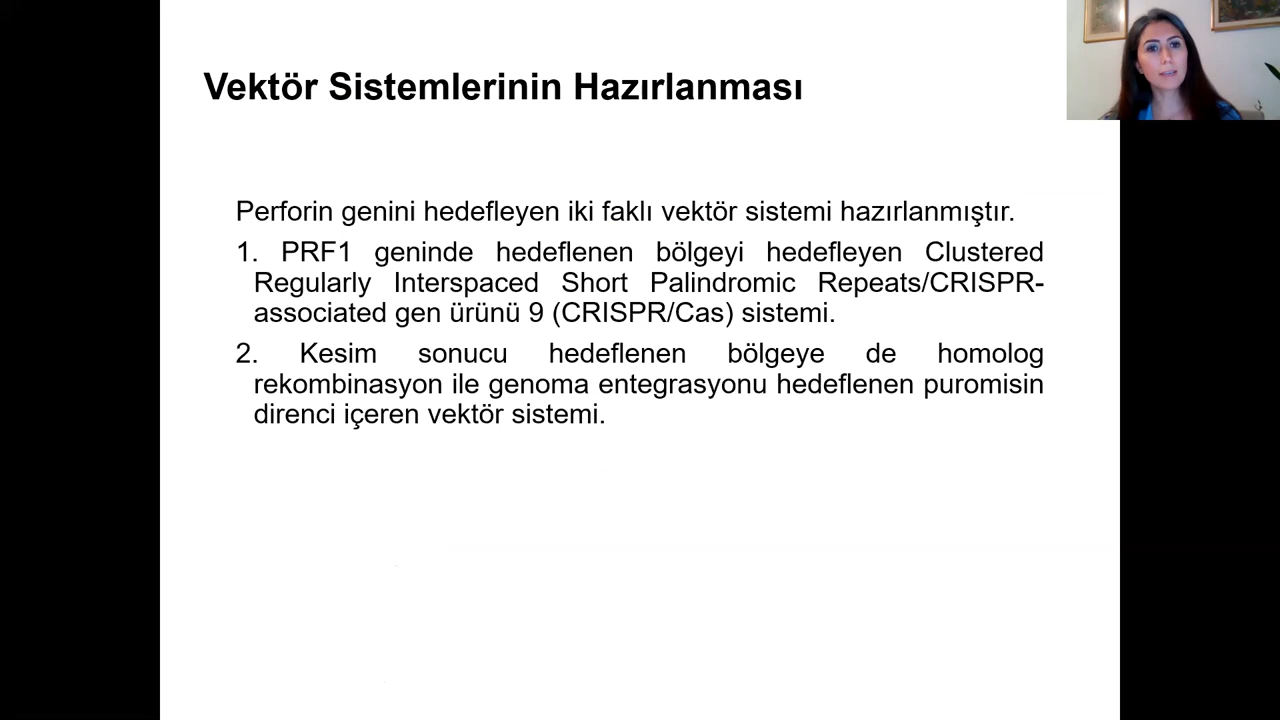 Vektör Sistemlerinin Hazırlanması
Perforin genini hedefleyen iki faklı vektör sistemi hazırlanmıştır.
1. PRF1 geninde hedeflenen bölgeyi hedefleyen Clustered
Regularly Interspaced Short Palindromic Repeats/CRISPR-
associated gen ürünü 9 (CRISPR/Cas) sistemi.
2. Kesim sonucu hedeflenen bölgeye de homolog
rekombinasyon ile genoma entegrasyonu hedeflenen puromisin
direnci içeren vektör sistemi.